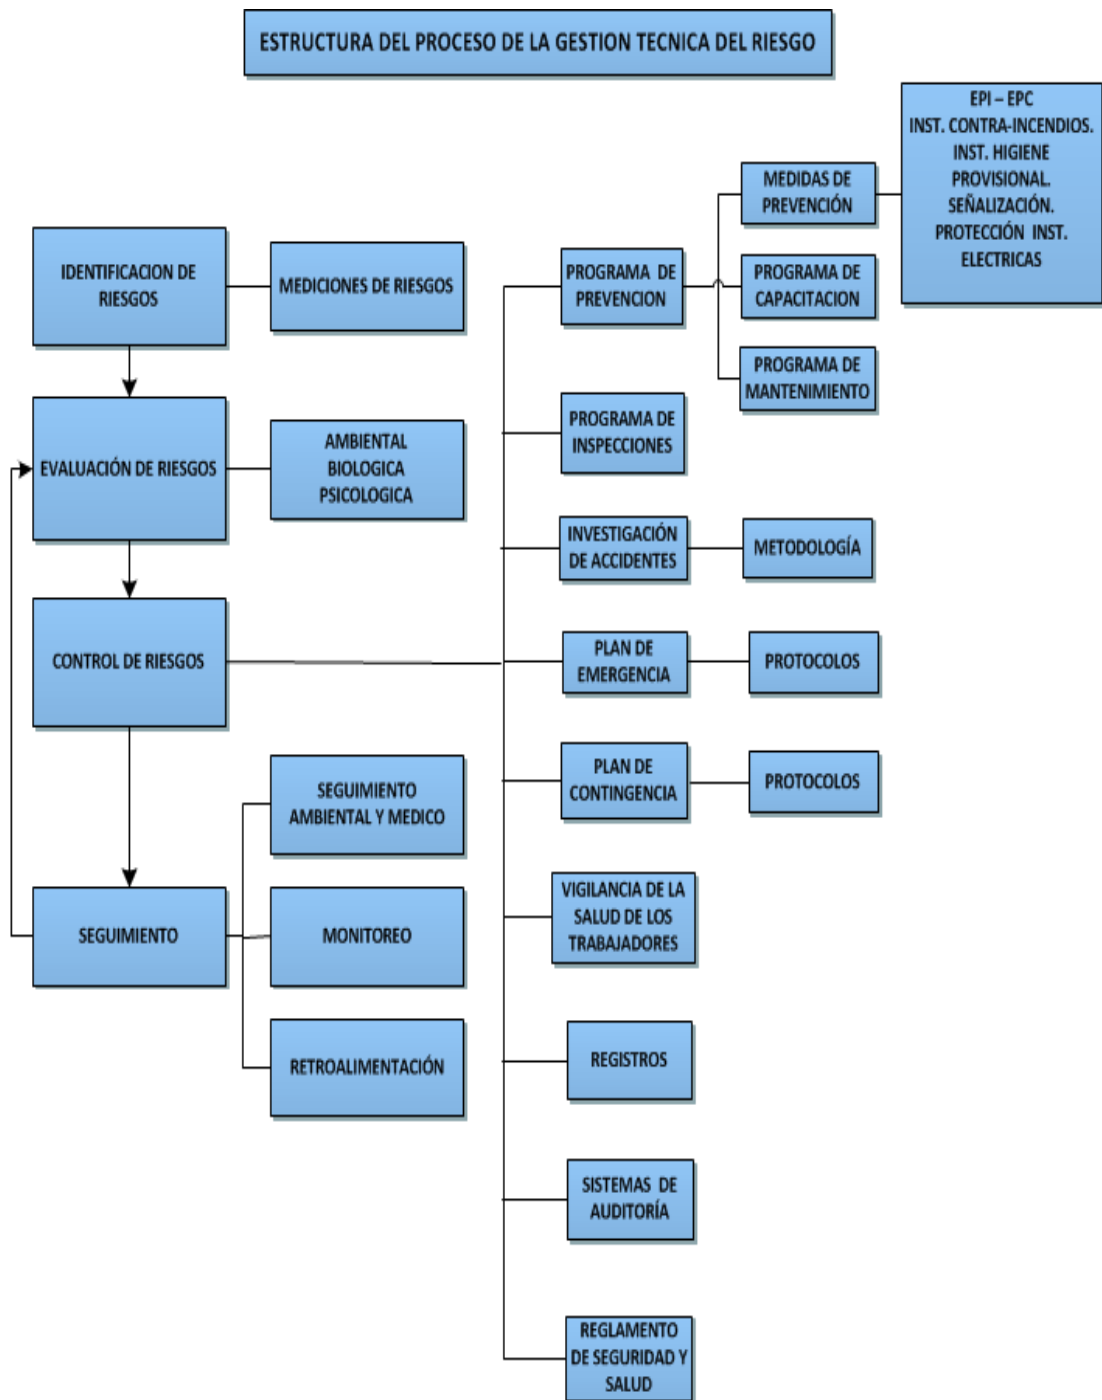 ESTRUCTURA DEL PROCESO DE LA GESTION TECNICA DEL RIESGO
IDENTIFICACION DE
RIESGOS
MEDICIONES DE RIESGOS
EVALUACIÓN DE RIESGOS
AMBIENTAL
BIOLOGICA
PSICOLOGICA
CONTROL DE RIESGOS
SEGUIMIENTO
SEGUIMIENTO
AMBIENTAL Y MEDICO
MONITOREO
RETROALIMENTACIÓN
PROGRAMA DE
PREVENCION
MEDIDAS DE
PREVENCIÓN
EPI – EPC
INST. CONTRA-INCENDIOS.
INST. HIGIENE
PROVISIONAL.
SEÑALIZACIÓN.
PROTECCIÓN INST.
ELECTRICAS
PROGRAMA DE
CAPACITACION
PROGRAMA DE
MANTENIMIENTO
PROGRAMA DE
INSPECCIONES
INVESTIGACIÓN
DE ACCIDENTES
METODOLOGÍA
PLAN DE
EMERGENCIA
PROTOCOLOS
PLAN DE
CONTINGENCIA
PROTOCOLOS
VIGILANCIA DE LA
SALUD DE LOS
TRABAJADORES
REGISTROS
SISTEMAS DE
AUDITORÍA
REGLAMENTO
DE SEGURIDAD Y
SALUD